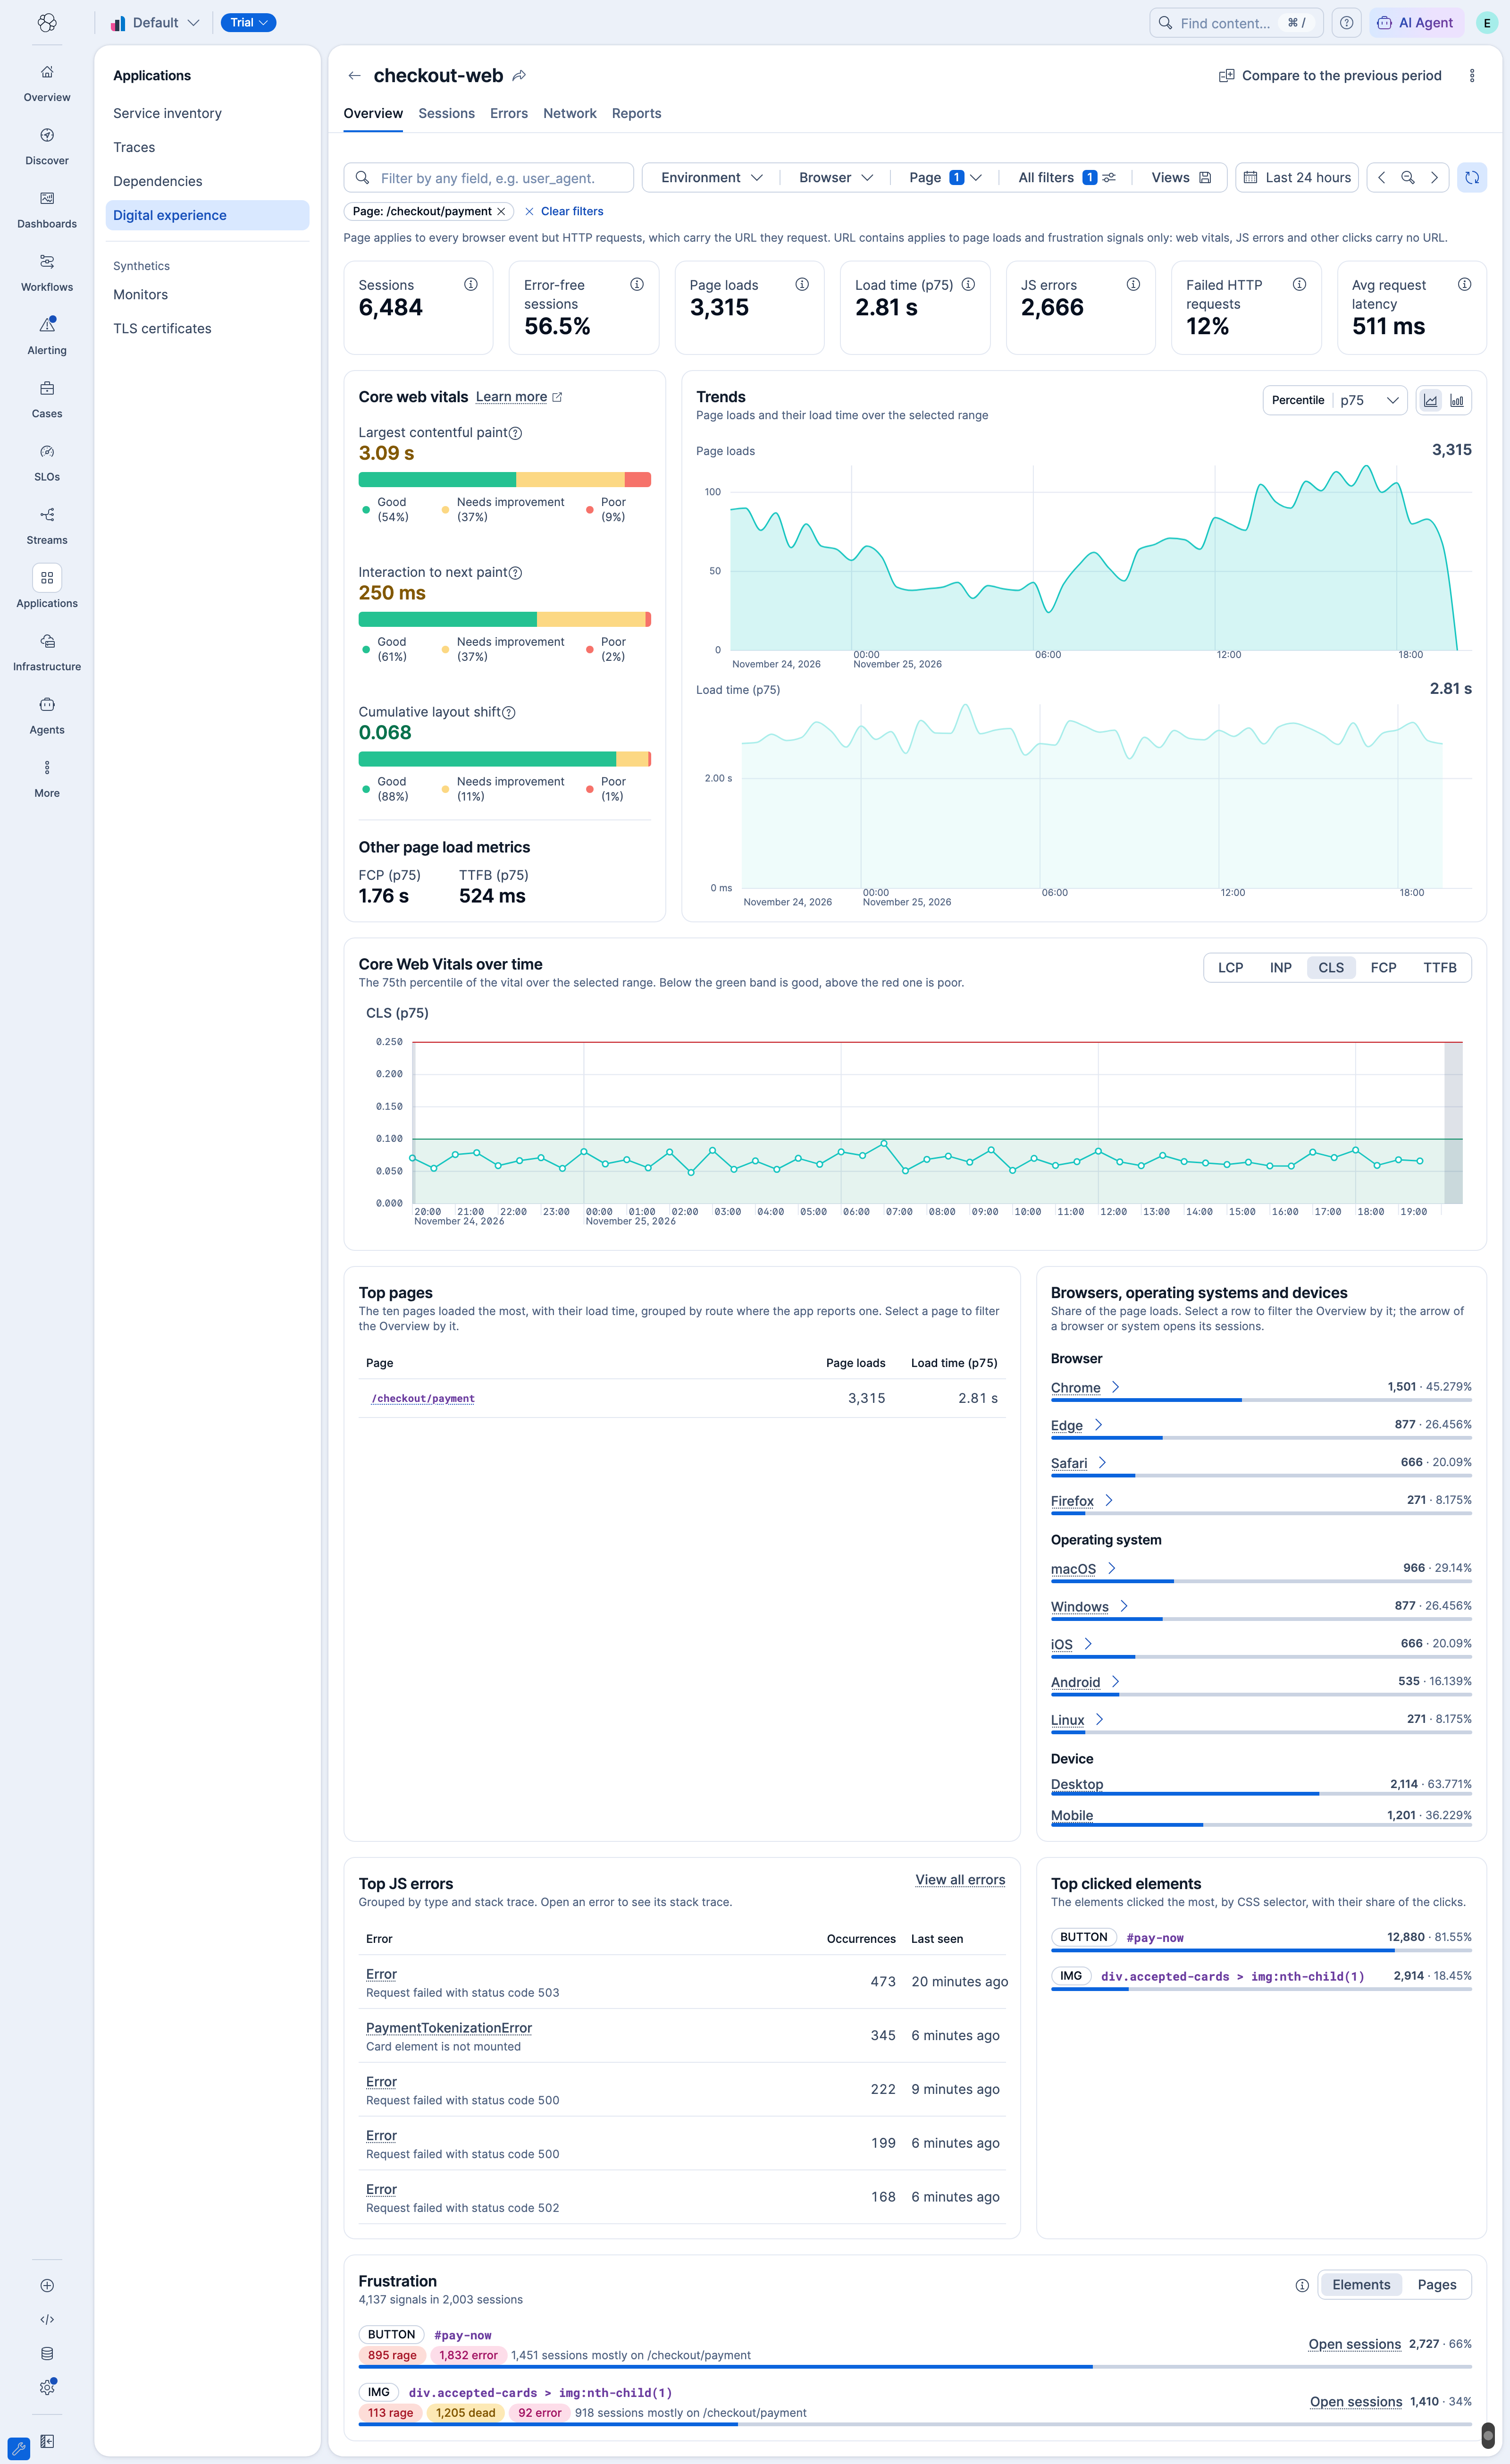 Default
Trial
Find content...
⌘ /
AI Agent
E
Overview
Discover
Dashboards
Workflows
Alerting
Cases
SLOs
Streams
Applications
Infrastructure
Agents
More
Applications
Service inventory
Traces
Dependencies
Digital experience
Synthetics
Monitors
TLS certificates
checkout-web
Compare to the previous period
Overview
Sessions
Errors
Network
Reports
Filter by any field, e.g. user_agent.
Environment
Browser
Page 1
All filters 1
Views
Last 24 hours
Page: /checkout/payment
Clear filters
Page applies to every browser event but HTTP requests, which carry the URL they request. URL contains applies to page loads and frustration signals only: web vitals, JS errors and other clicks carry no URL.
Sessions
6,484
Error-free
sessions
56.5%
Page loads
3,315
Load time (p75)
2.81 s
JS errors
2,666
Failed HTTP
requests
12%
Avg request
latency
511 ms
Core web vitals Learn more
Largest contentful paint
3.09 s
Good
(54%)
Needs improvement
(37%)
Poor
(9%)
Interaction to next paint
250 ms
Good
(61%)
Needs improvement
(37%)
Poor
(2%)
Cumulative layout shift
0.068
Good
(88%)
Needs improvement
(11%)
Poor
(1%)
Other page load metrics
FCP (p75)
1.76 s
TTFB (p75)
524 ms
Trends
Page loads and their load time over the selected range
Percentile p75
Page loads
3,315
100
50
0
00:00
06:00
12:00
18:00
November 24, 2026
November 25, 2026
Load time (p75)
2.81 s
2.00 s
0 ms
00:00
06:00
12:00
18:00
November 24, 2026
November 25, 2026
Core Web Vitals over time
The 75th percentile of the vital over the selected range. Below the green band is good, above the red one is poor.
LCP
INP
CLS
FCP
TTFB
CLS (p75)
0.250
0.200
0.150
0.100
0.050
0.000
20:00 21:00 22:00 23:00 00:00 01:00 02:00 03:00 04:00 05:00 06:00 07:00 08:00 09:00 10:00 11:00 12:00 13:00 14:00 15:00 16:00 17:00 18:00 19:00
November 24, 2026
November 25, 2026
Top pages
The ten pages loaded the most, with their load time, grouped by route where the app reports one. Select a page to filter
the Overview by it.
Page Page loads Load time (p75)
/checkout/payment 3,315 2.81 s
Browsers, operating systems and devices
Share of the page loads. Select a row to filter the Overview by it; the arrow of
a browser or system opens its sessions.
Browser
Chrome 1,501 · 45.279%
Edge 877 · 26.456%
Safari 666 · 20.09%
Firefox 271 · 8.175%
Operating system
macOS 966 · 29.14%
Windows 877 · 26.456%
iOS 666 · 20.09%
Android 535 · 16.139%
Linux 271 · 8.175%
Device
Desktop 2,114 · 63.771%
Mobile 1,201 · 36.229%
Top JS errors
View all errors
Grouped by type and stack trace. Open an error to see its stack trace.
Error Occurrences Last seen
Error
Request failed with status code 503
473 20 minutes ago
PaymentTokenizationError
Card element is not mounted
345 6 minutes ago
Error
Request failed with status code 500
222 9 minutes ago
Error
Request failed with status code 500
199 6 minutes ago
Error
Request failed with status code 502
168 6 minutes ago
Top clicked elements
The elements clicked the most, by CSS selector, with their share of the clicks.
BUTTON #pay-now 12,880 · 81.55%
IMG div.accepted-cards > img:nth-child(1) 2,914 · 18.45%
Frustration
4,137 signals in 2,003 sessions
Elements
Pages
BUTTON #pay-now
895 rage 1,832 error 1,451 sessions mostly on /checkout/payment
Open sessions 2,727 · 66%
IMG div.accepted-cards > img:nth-child(1)
113 rage 1,205 dead 92 error 918 sessions mostly on /checkout/payment
Open sessions 1,410 · 34%